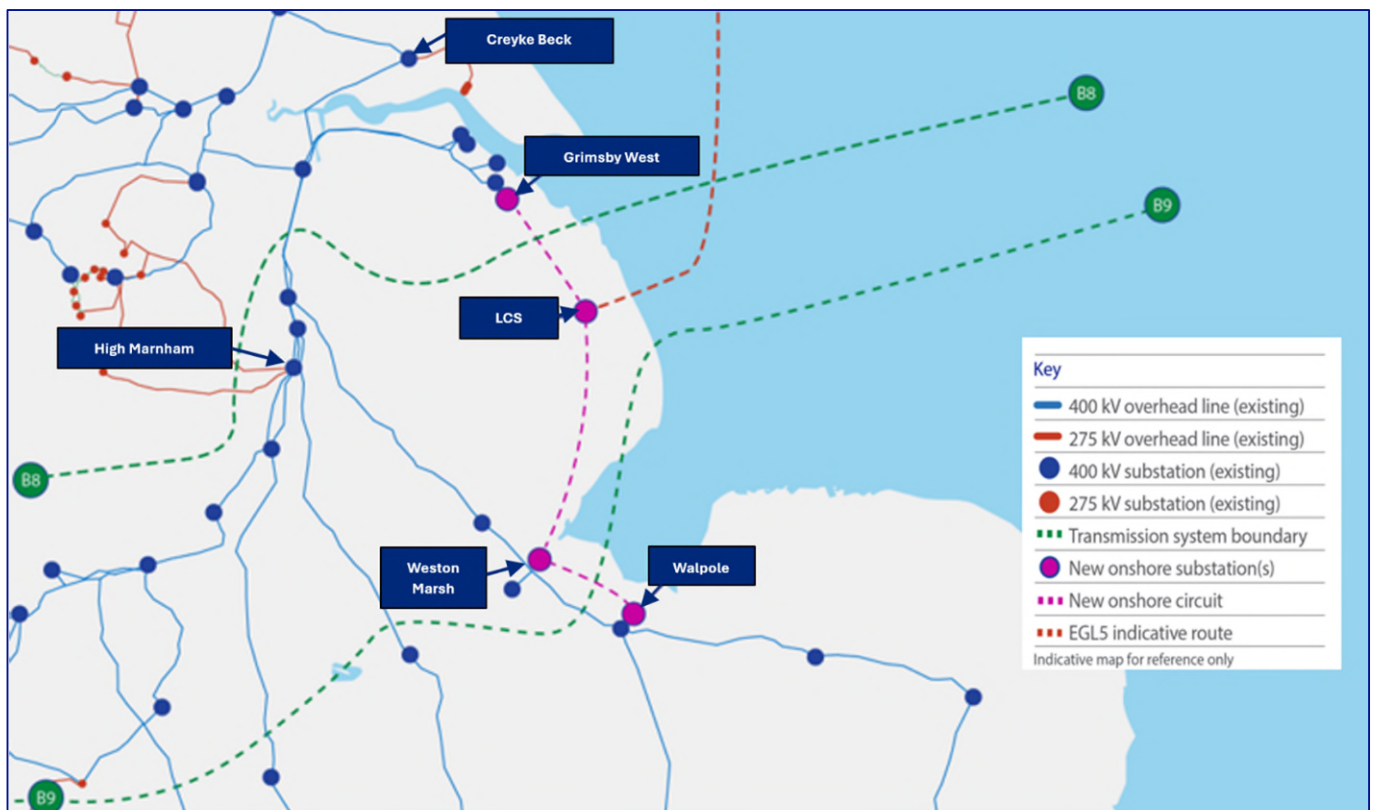 Creyke Beck
B8
Grimsby West
B9
LCS
High Marnham
Key
400 kV overhead line (existing)
275 kV overhead line (existing)
400 kV substation (existing)
275 kV substation (existing)
Transmission system boundary
New onshore substation(s)
New onshore circuit
EGL5 indicative route
Indicative map for reference only
B8
Weston
Marsh
Walpole
B9